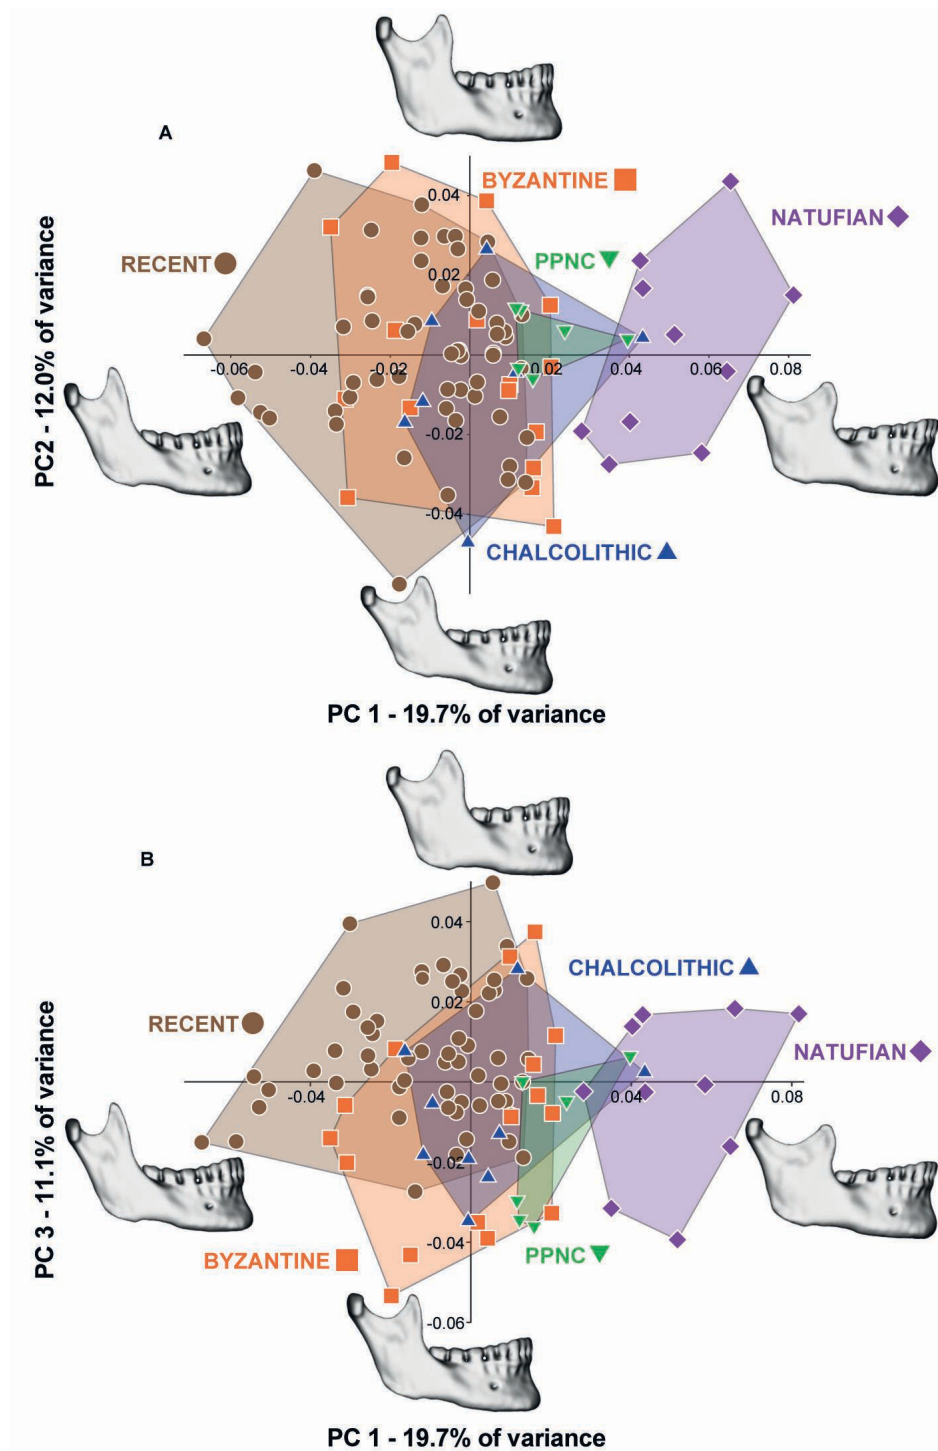 A
0.04
BYZANTINE
NATUFIAN
RECENT
PPNC
0.02
-0.06
-0.04
-0.02
0.02
0.04
0.06
0.08
-0.02
-0.04
CHALCOLITHIC
PC2 - 12.0% of variance
PC 1 - 19.7% of variance
B
0.04
CHALCOLITHIC
0.02
RECENT
NATUFIAN
-0.04
0.04
0.08
-0.02
-0.04
BYZANTINE
PPNC
-0.06
PC 3 - 11.1% of variance
PC 1 - 19.7% of variance